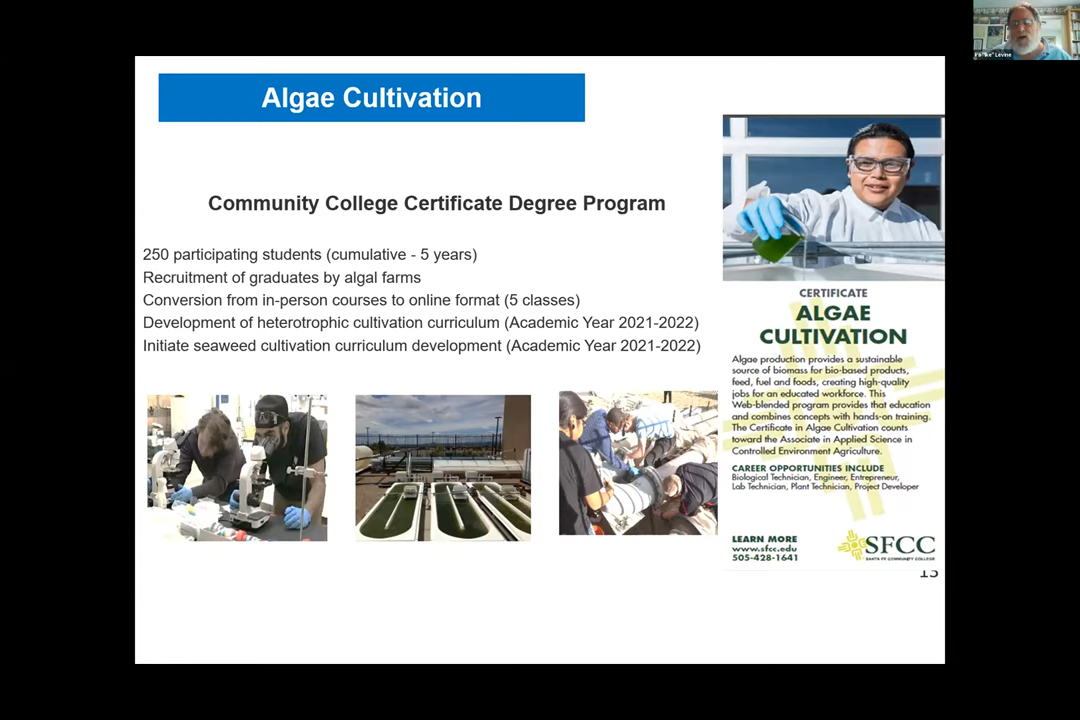 Algae Cultivation
Community College Certificate Degree Program
250 participating students (cumulative - 5 years)
Recruitment of graduates by algal farms
Conversion from in-person courses to online format (5 classes)
Development of heterotrophic cultivation curriculum (Academic Year 2021-2022)
Initiate seaweed cultivation curriculum development (Academic Year 2021-2022)
CERTIFICATE
ALGAE
CULTIVATION
Algae production provides a sustainable
source of biomass for bio-based products,
feed, fuel and foods, creating high-quality
jobs for an educated workforce. This
Web-blended program provides that education
and combines concepts with hands-on training.
The Certificate in Algae Cultivation counts
toward the Associate in Applied Science in
Controlled Environment Agriculture.
CAREER OPPORTUNITIES INCLUDE
Biological Technician, Engineer, Entrepreneur,
Lab Technician, Plant Technician, Project Developer
LEARN MORE
www.sfcc.edu
505-428-1641
SFCC
SANTA FE COMMUNITY COLLEGE
Levine